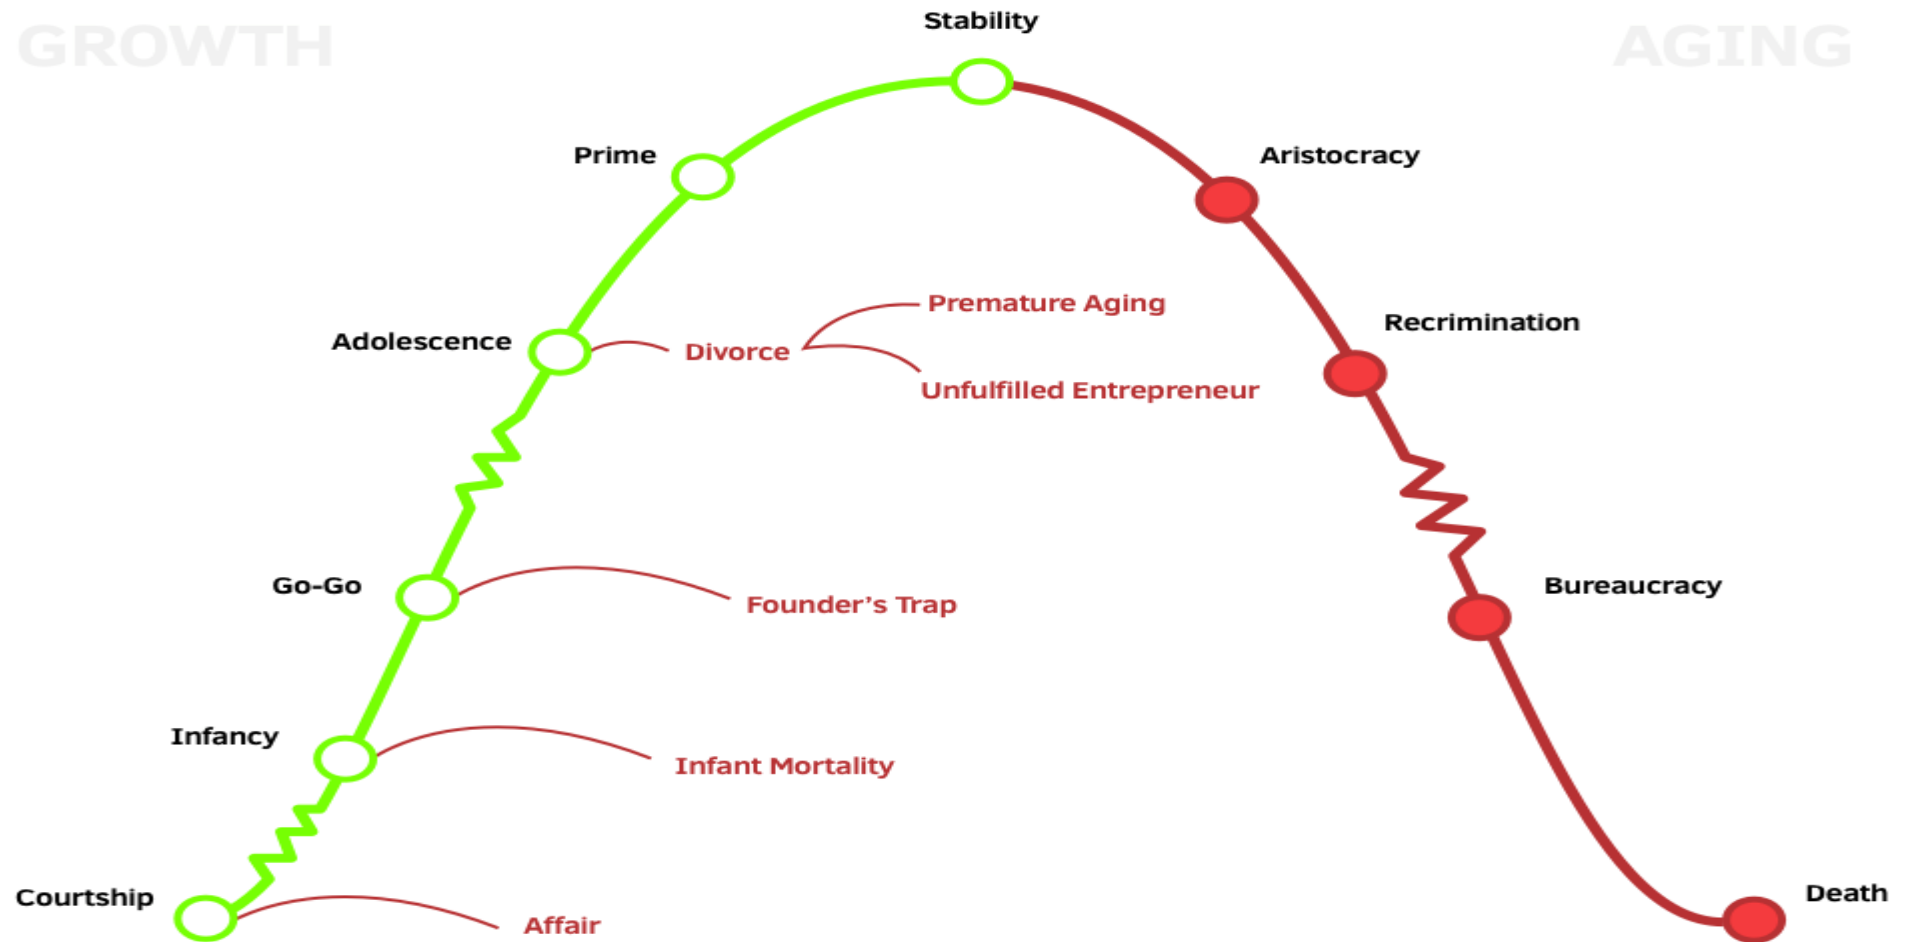 GROWTH
AGING
Stability
Prime
Aristocracy
Premature Aging
Recrimination
Adolescence
Divorce
Unfulfilled Entrepreneur
Go-Go
Bureaucracy
Founder’s Trap
Infancy
Infant Mortality
Courtship
Death
Affair